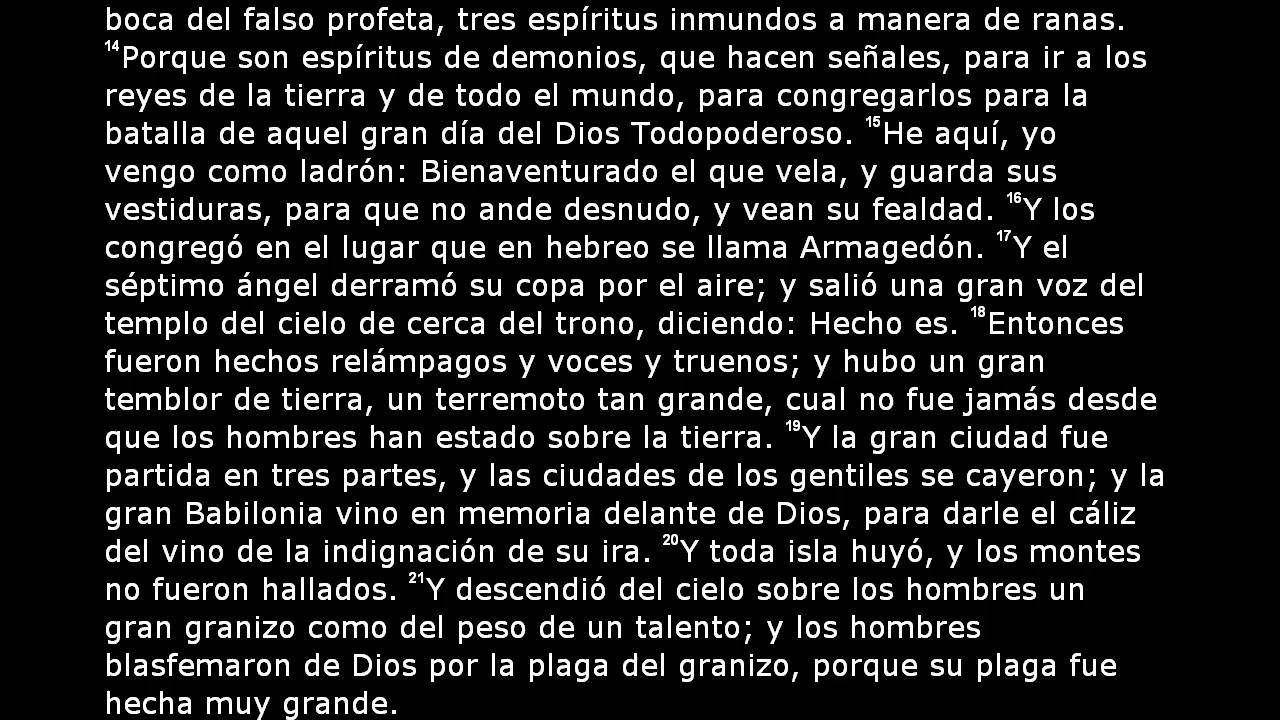 boca del falso profeta, tres espíritus inmundos a manera de ranas.
14Porque son espíritus de demonios, que hacen señales, para ir a los
reyes de la tierra y de todo el mundo, para congregarlos para la
batalla de aquel gran día del Dios Todopoderoso. 15He aquí, yo
vengo como ladrón: Bienaventurado el que vela, y guarda sus
vestiduras, para que no ande desnudo, y vean su fealdad. 16Y los
congregó en el lugar que en hebreo se llama Armagedón. 17Y el
séptimo ángel derramó su copa por el aire; y salió una gran voz del
templo del cielo de cerca del trono, diciendo: Hecho es. 18Entonces
fueron hechos relámpagos y voces y truenos; y hubo un gran
temblor de tierra, un terremoto tan grande, cual no fue jamás desde
que los hombres han estado sobre la tierra. 19Y la gran ciudad fue
partida en tres partes, y las ciudades de los gentiles se cayeron; y la
gran Babilonia vino en memoria delante de Dios, para darle el cáliz
del vino de la indignación de su ira. 20Y toda isla huyó, y los montes
no fueron hallados. 21Y descendió del cielo sobre los hombres un
gran granizo como del peso de un talento; y los hombres
blasfemaron de Dios por la plaga del granizo, porque su plaga fue
hecha muy grande.